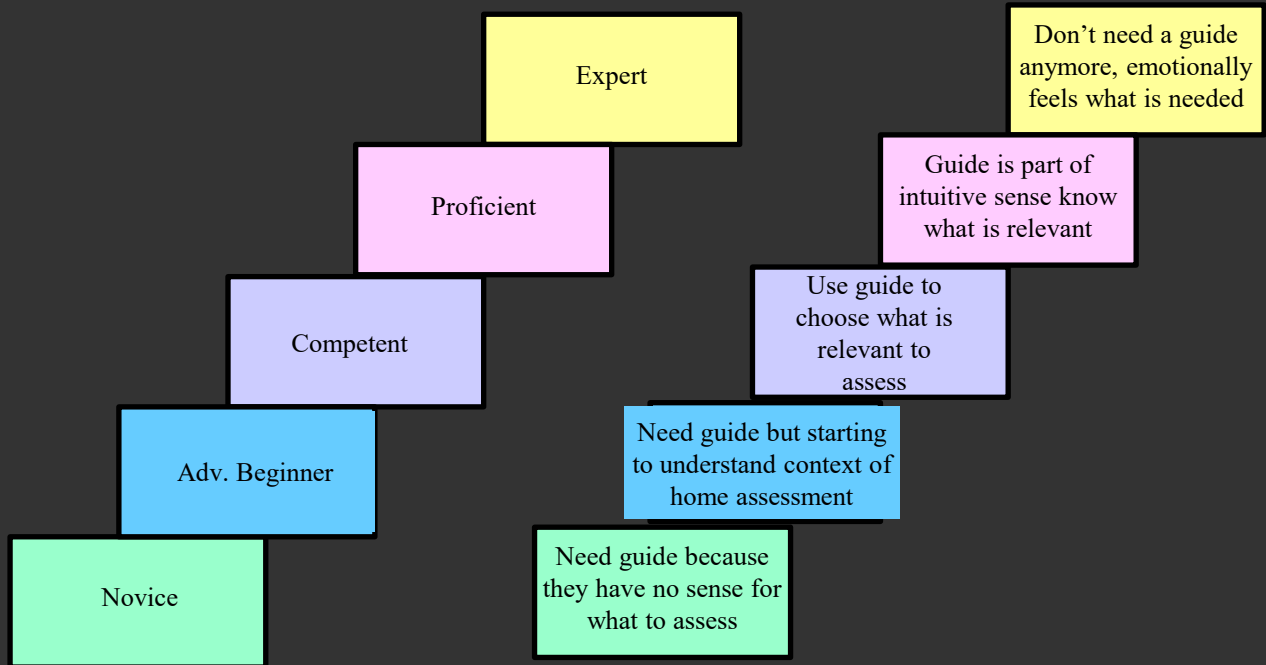 Expert
Don’t need a guide
anymore, emotionally
feels what is needed
Proficient
Guide is part of
intuitive sense know
what is relevant
Competent
Use guide to
choose what is
relevant to
assess
Adv. Beginner
Need guide but starting
to understand context of
home assessment
Novice
Need guide because
they have no sense for
what to assess